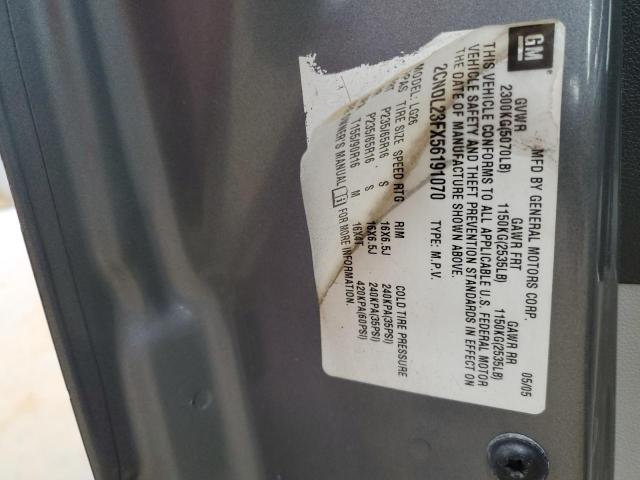 GM
MFD BY GENERAL MOTORS CORP. 05/05
GVWR GAWR FRT GAWR RR
2300KG(5070LB) 1150KG(2535LB) 1150KG(2535LB)
THIS VEHICLE CONFORMS TO ALL APPLICABLE U.S. FEDERAL MOTOR
VEHICLE SAFETY AND THEFT PREVENTION STANDARDS IN EFFECT ON
THE DATE OF MANUFACTURE SHOWN ABOVE.
2CNDL23FX56191070 TYPE: M.P.V.
MODEL: LG26
PAS TIRE SIZE SPEED RTG RIM COLD TIRE PRESSURE
P235/65R16 S 16X6.5J 240KPA(35PSI)
P235/65R16 S 16X6.5J 240KPA(35PSI)
T155/90R16 M 16X4T 420KPA(60PSI)
OWNER'S MANUAL FOR MORE INFORMATION.